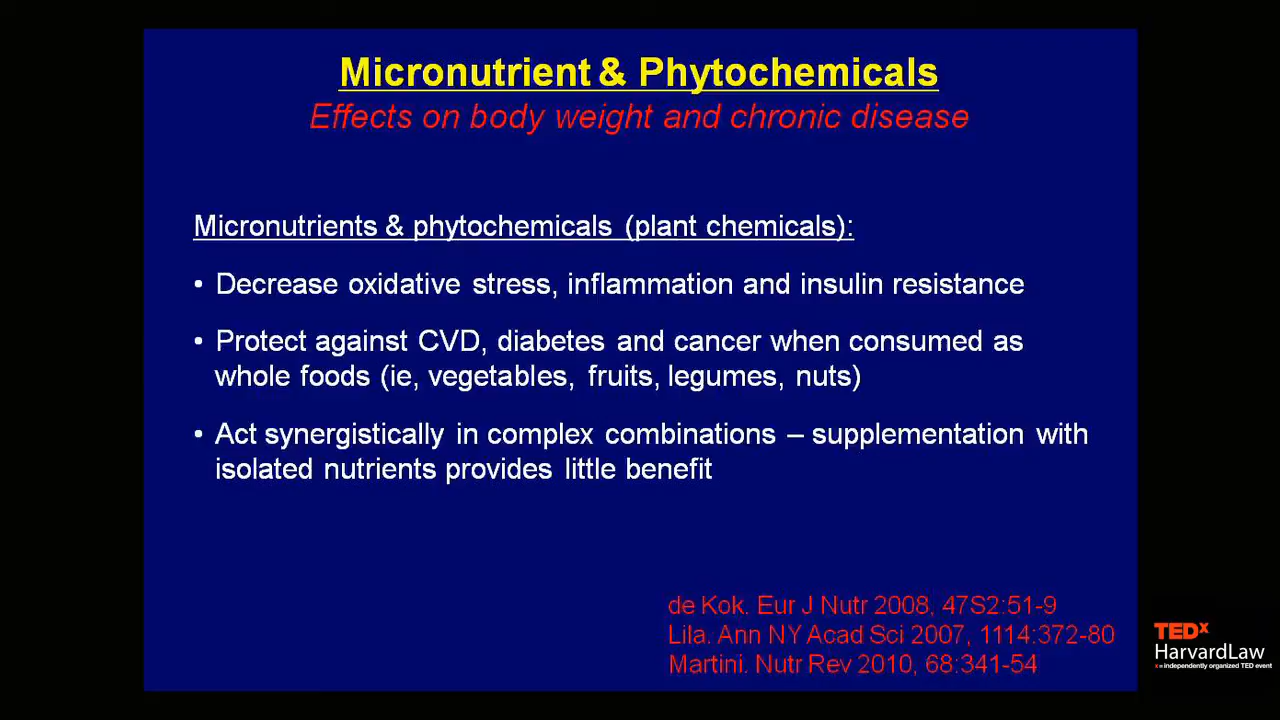 Micronutrient & Phytochemicals
Effects on body weight and chronic disease
Micronutrients & phytochemicals (plant chemicals):
• Decrease oxidative stress, inflammation and insulin resistance
• Protect against CVD, diabetes and cancer when consumed as
whole foods (ie, vegetables, fruits, legumes, nuts)
• Act synergistically in complex combinations – supplementation with
isolated nutrients provides little benefit
de Kok. Eur J Nutr 2008, 47S2:51-9
Lila. Ann NY Acad Sci 2007, 1114:372-80
Martini. Nutr Rev 2010, 68:341-54
TEDx
HarvardLaw
x = independently organized TED event